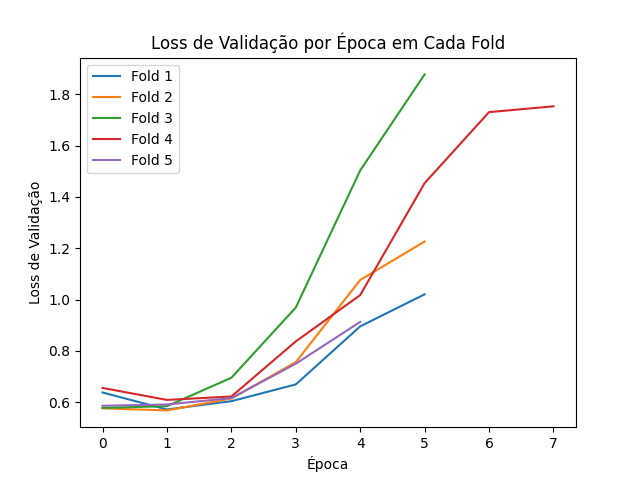 Loss de Validação por Época em Cada Fold
Fold 1
Fold 2
Fold 3
Fold 4
Fold 5
Loss de Validação
1.8
1.6
1.4
1.2
1.0
0.8
0.6
0 1 2 3 4 5 6 7
Época